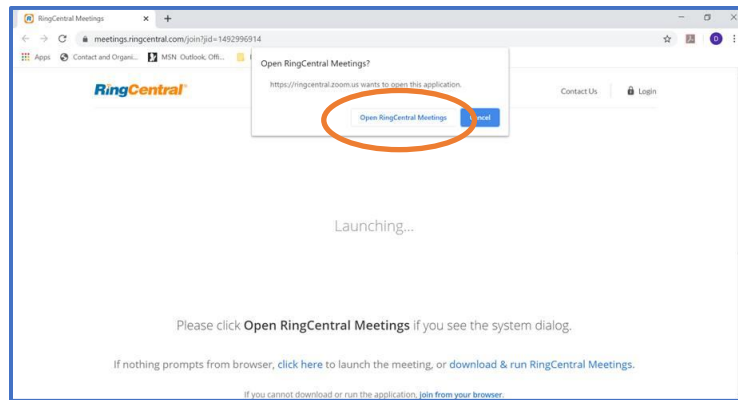 RingCentral Meetings
meetings.ringcentral.com/join?jid=1492996914
Apps Contact and Organi... MSN Outlook, Offi...
Open RingCentral Meetings?
https://ringcentral.zoom.us wants to open this application.
Open RingCentral Meetings Cancel
RingCentral Contact Us Login
Launching...
Please click Open RingCentral Meetings if you see the system dialog.
If nothing prompts from browser, click here to launch the meeting, or download & run RingCentral Meetings.
If you cannot download or run the application, join from your browser.